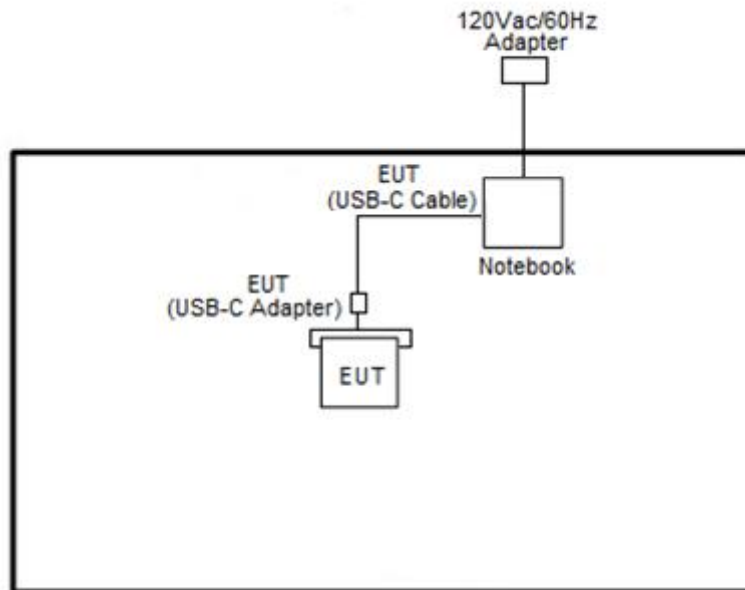 120Vac/60Hz
Adapter
EUT
(USB-C Cable)
Notebook
EUT
(USB-C Adapter)
EUT